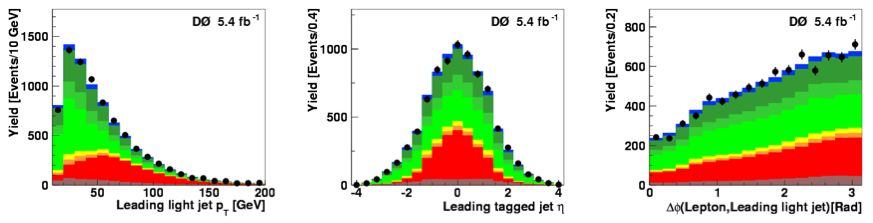 DØ 5.4 fb⁻¹
Yield [Events/10 GeV]
1500
1000
500
0
50
100
150
200
Leading light jet p_T [GeV]
DØ 5.4 fb⁻¹
Yield [Events/0.4]
1000
500
0
-4
-2
0
2
4
Leading tagged jet η
DØ 5.4 fb⁻¹
Yield [Events/0.2]
800
600
400
200
0
0
1
2
3
Δϕ(Lepton,Leading light jet)[Rad]